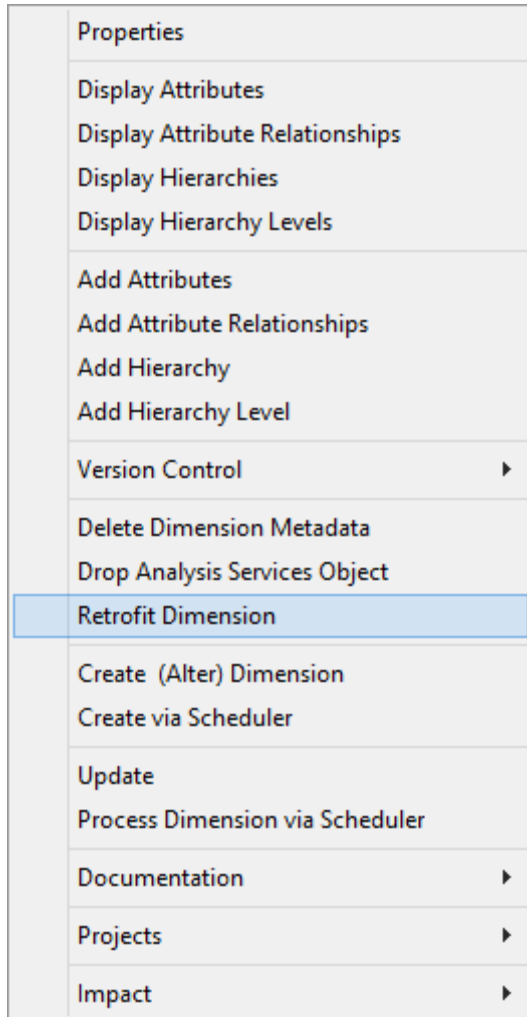 Properties
Display Attributes
Display Attribute Relationships
Display Hierarchies
Display Hierarchy Levels
Add Attributes
Add Attribute Relationships
Add Hierarchy
Add Hierarchy Level
Version Control
Delete Dimension Metadata
Drop Analysis Services Object
Retrofit Dimension
Create  (Alter) Dimension
Create via Scheduler
Update
Process Dimension via Scheduler
Documentation
Projects
Impact